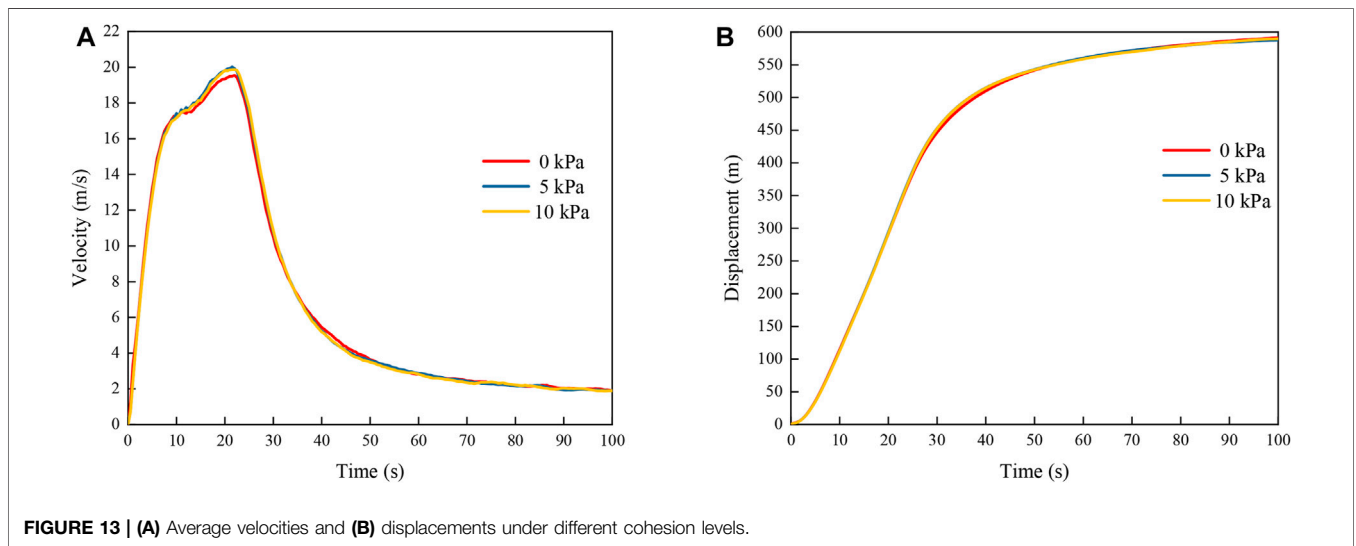 A
Velocity (m/s)
22
20
18
16
14
12
10
8
6
4
2
0
0 kPa
5 kPa
10 kPa
0 10 20 30 40 50 60 70 80 90 100
Time (s)
B
Displacement (m)
600
550
500
450
400
350
300
250
200
150
100
50
0
0 kPa
5 kPa
10 kPa
0 10 20 30 40 50 60 70 80 90 100
Time (s)
FIGURE 13 | (A) Average velocities and (B) displacements under different cohesion levels.